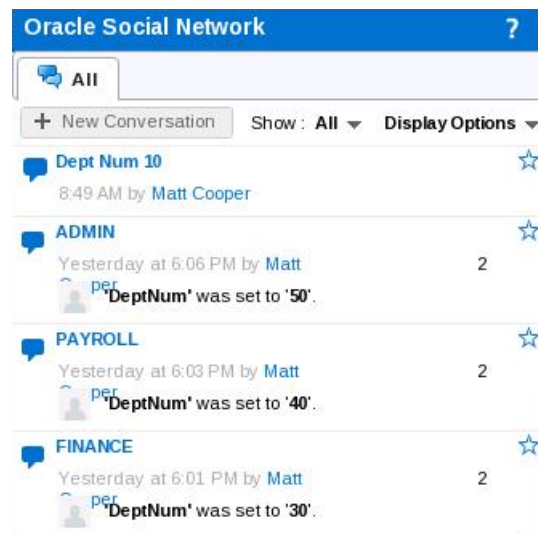 Oracle Social Network ?
All
+ New Conversation Show : All Display Options
Dept Num 10
8:49 AM by Matt Cooper
ADMIN
Yesterday at 6:06 PM by Matt 2
Cooper
'DeptNum' was set to '50'.
PAYROLL
Yesterday at 6:03 PM by Matt 2
Cooper
'DeptNum' was set to '40'.
FINANCE
Yesterday at 6:01 PM by Matt 2
Cooper
'DeptNum' was set to '30'.